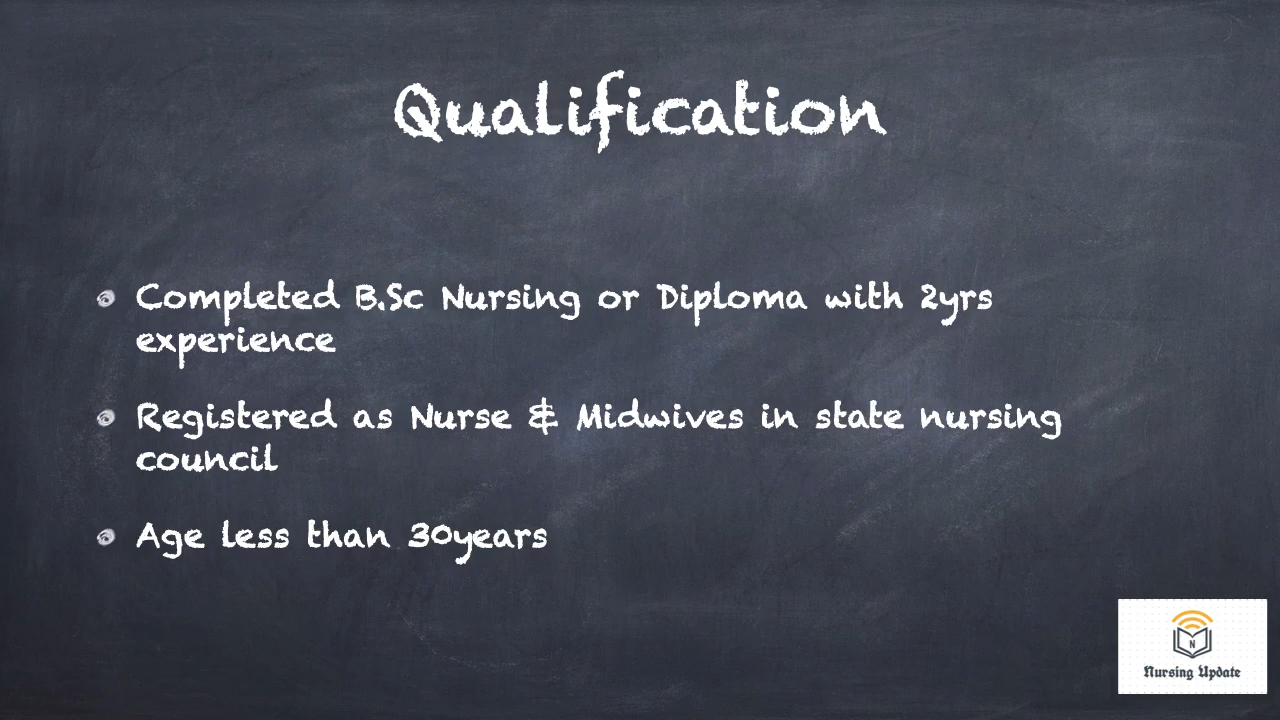 Qualification
Completed B.Sc Nursing or Diploma with 2yrs
experience
Registered as Nurse & Midwives in state nursing
council
Age less than 30years
N
Nursing Update